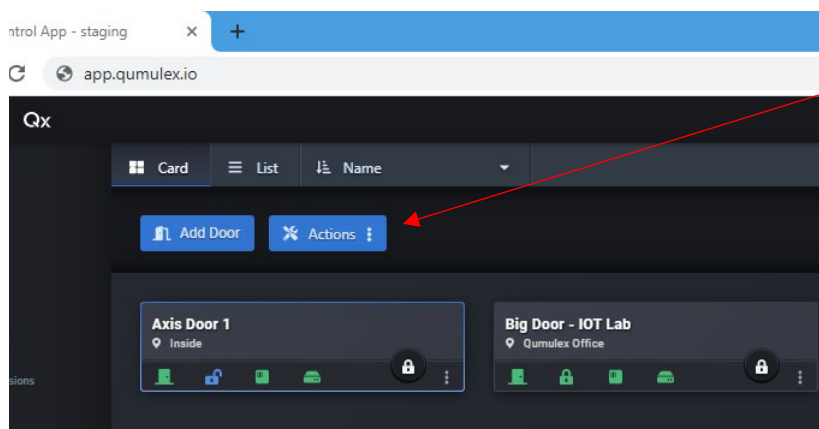 ntrol App - staging
app.qumulex.io
Qx
Card List Name
Add Door Actions
Axis Door 1 Big Door - IOT Lab
Inside Qumulex Office
sions